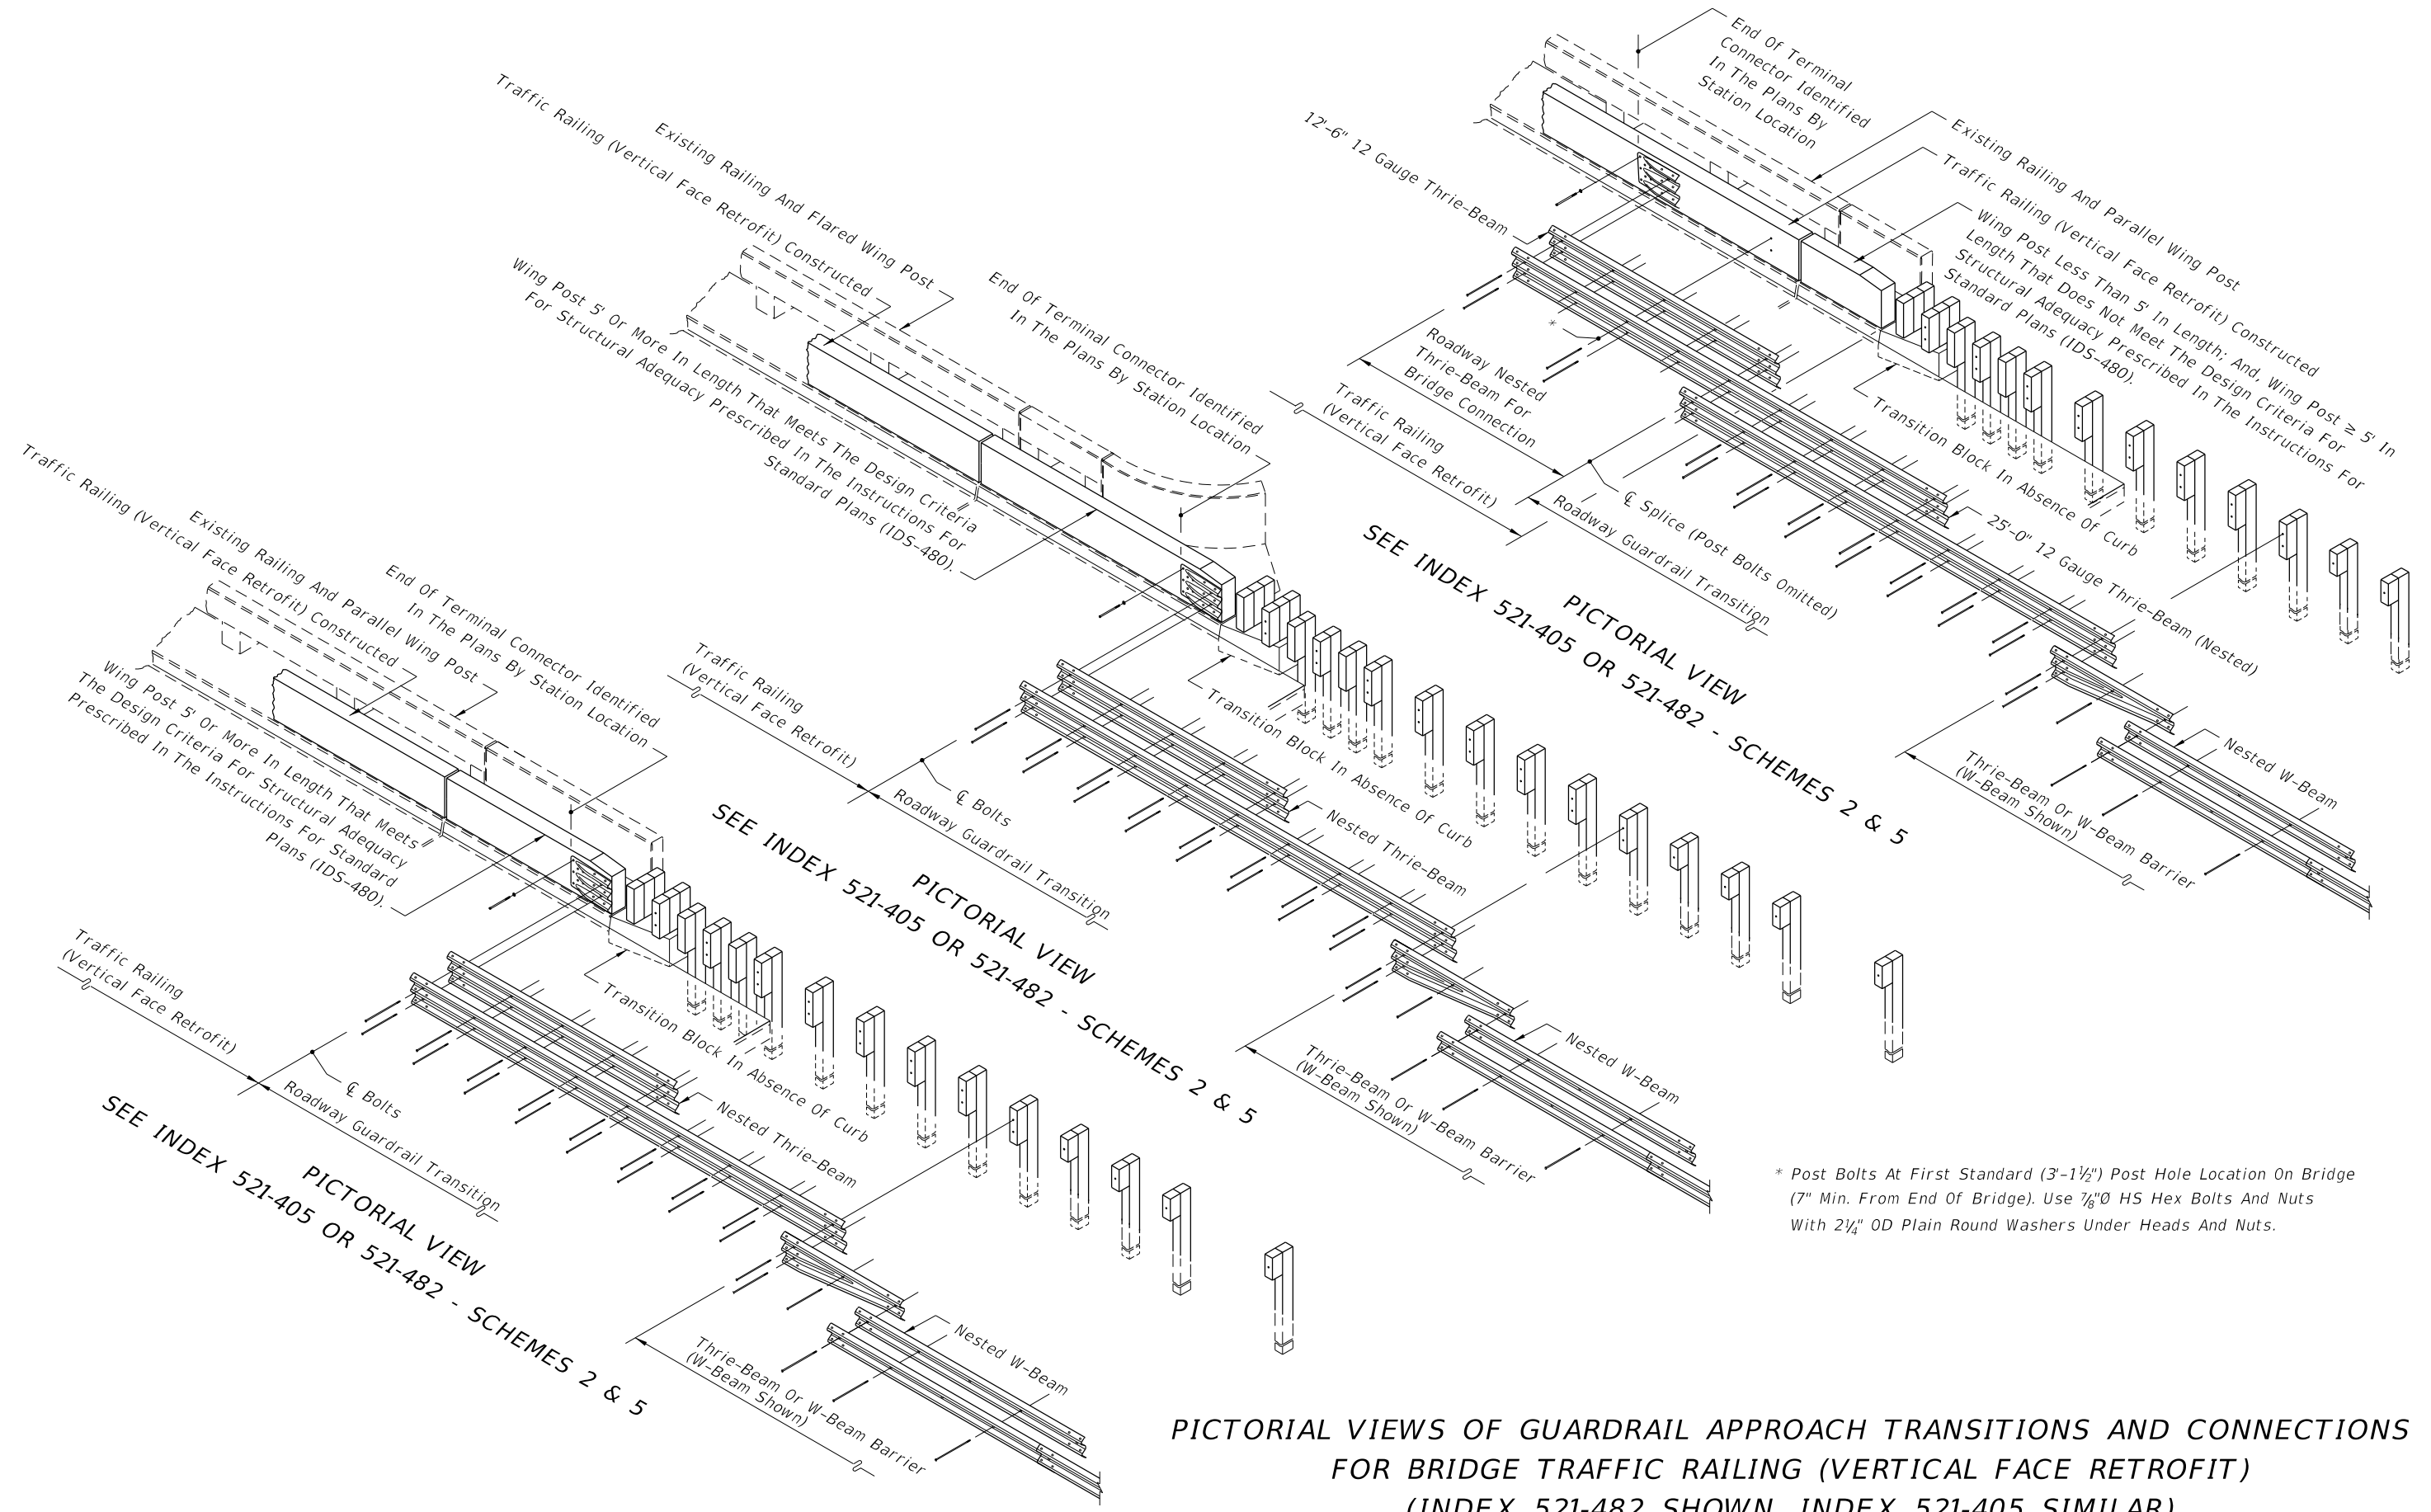 Traffic Railing (Vertical Face Retrofit) Constructed
Existing Railing And Parallel Wing Post
End Of Terminal Connector Identified
In The Plans By Station Location
Wing Post 5' Or More In Length That Meets
The Design Criteria For Structural Adequacy
Prescribed In The Instructions For Standard
Plans (IDS-480).
Traffic Railing
(Vertical Face Retrofit)
℄ Bolts
Roadway Guardrail Transition
Transition Block In Absence Of Curb
Nested Thrie-Beam
Thrie-Beam Or W-Beam Barrier
(W-Beam Shown)
Nested W-Beam
PICTORIAL VIEW
SEE INDEX 521-405 OR 521-482 - SCHEMES 2 & 5
Traffic Railing (Vertical Face Retrofit) Constructed
Existing Railing And Flared Wing Post
End Of Terminal Connector Identified
In The Plans By Station Location
Wing Post 5' Or More In Length That Meets The Design Criteria
For Structural Adequacy Prescribed In The Instructions For
Standard Plans (IDS-480).
Traffic Railing
(Vertical Face Retrofit)
℄ Bolts
Roadway Guardrail Transition
Transition Block In Absence Of Curb
Nested Thrie-Beam
Thrie-Beam Or W-Beam Barrier
(W-Beam Shown)
Nested W-Beam
PICTORIAL VIEW
SEE INDEX 521-405 OR 521-482 - SCHEMES 2 & 5
End Of Terminal
Connector Identified
In The Plans By
Station Location
12'-6" 12 Gauge Thrie-Beam
Existing Railing And Parallel Wing Post
Traffic Railing (Vertical Face Retrofit) Constructed
Wing Post Less Than 5' In Length; And, Wing Post ≥ 5' In
Length That Does Not Meet The Design Criteria For
Structural Adequacy Prescribed In The Instructions For
Standard Plans (IDS-480).
*
Roadway Nested
Thrie-Beam For
Bridge Connection
Traffic Railing
(Vertical Face Retrofit)
℄ Splice (Post Bolts Omitted)
Roadway Guardrail Transition
Transition Block In Absence Of Curb
25'-0" 12 Gauge Thrie-Beam (Nested)
Thrie-Beam Or W-Beam Barrier
(W-Beam Shown)
Nested W-Beam
PICTORIAL VIEW
SEE INDEX 521-405 OR 521-482 - SCHEMES 2 & 5
* Post Bolts At First Standard (3'-1½") Post Hole Location On Bridge
(7" Min. From End Of Bridge). Use ⅞"Ø HS Hex Bolts And Nuts
With 2¼" OD Plain Round Washers Under Heads And Nuts.
PICTORIAL VIEWS OF GUARDRAIL APPROACH TRANSITIONS AND CONNECTIONS
FOR BRIDGE TRAFFIC RAILING (VERTICAL FACE RETROFIT)
(INDEX 521-482 SHOWN, INDEX 521-405 SIMILAR)